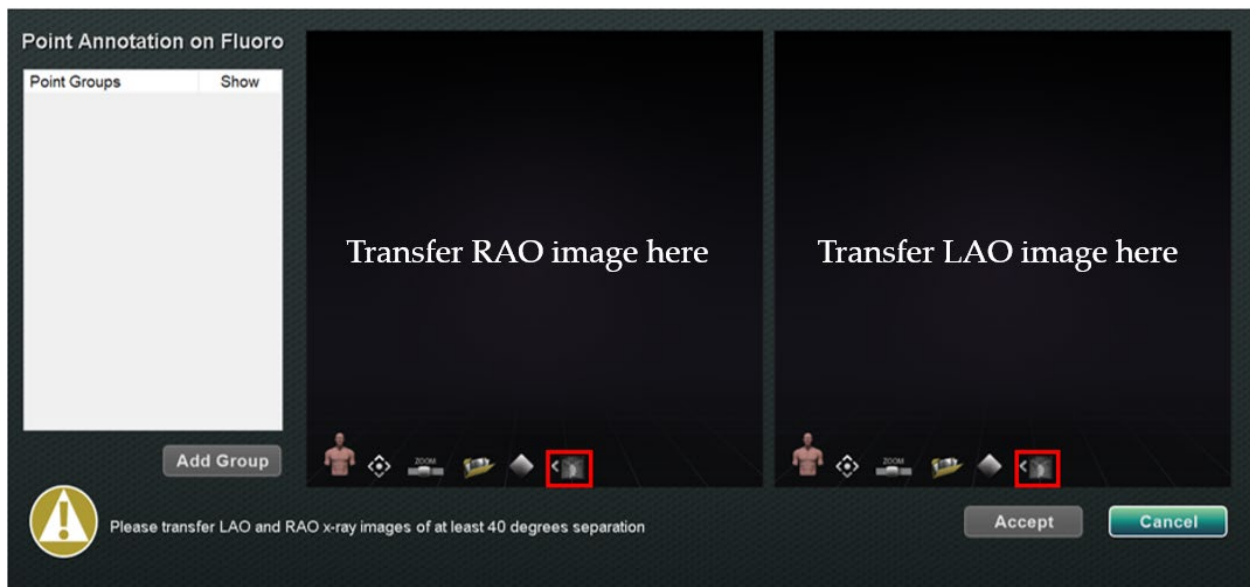 Point Annotation on Fluoro
Point Groups Show
Transfer RAO image here
Transfer LAO image here
ZOOM
ZOOM
Add Group
Please transfer LAO and RAO x-ray images of at least 40 degrees separation
Accept
Cancel